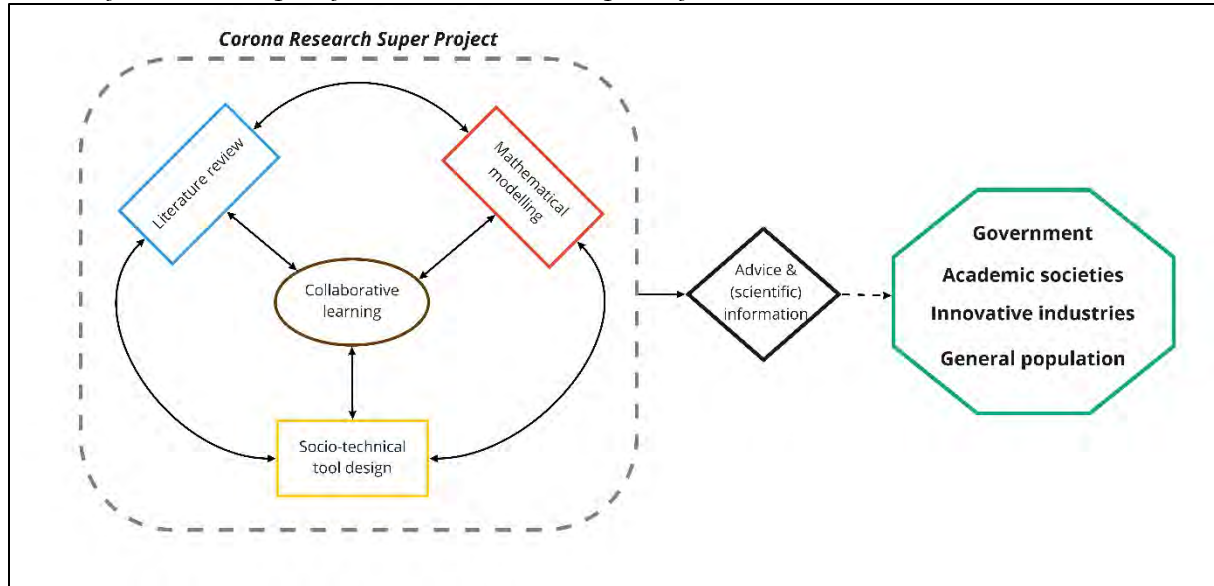 Corona Research Super Project
Literature review
Mathematical
modelling
Collaborative
learning
Socio-technical
tool design
Advice &
(scientific)
information
Government
Academic societies
Innovative industries
General population